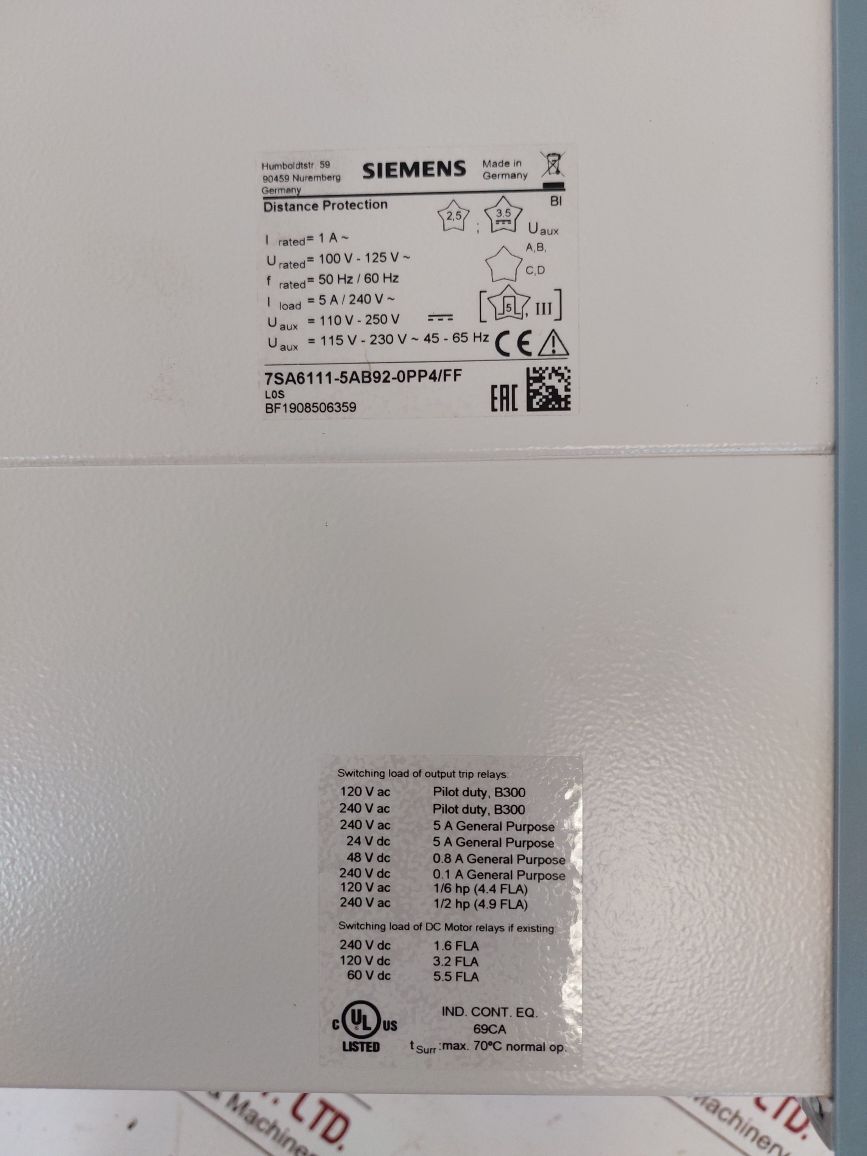 Humboldtstr. 59
90459 Nuremberg
Germany
SIEMENS
Made in
Germany
Distance Protection
2,5 ; 3.5
BI
U aux
I rated = 1 A ~
A,B,
C,D
U rated = 100 V - 125 V ~
f rated = 50 Hz / 60 Hz
I load = 5 A / 240 V ~
[ 5 , III ]
U aux = 110 V - 250 V
U aux = 115 V - 230 V ~ 45 - 65 Hz CE
7SA6111-5AB92-0PP4/FF
L0S
BF1908506359
EAC
Switching load of output trip relays:
120 V ac Pilot duty, B300
240 V ac Pilot duty, B300
240 V ac 5 A General Purpose
24 V dc 5 A General Purpose
48 V dc 0.8 A General Purpose
240 V dc 0.1 A General Purpose
120 V ac 1/6 hp (4.4 FLA)
240 V ac 1/2 hp (4.9 FLA)
Switching load of DC Motor relays if existing
240 V dc 1.6 FLA
120 V dc 3.2 FLA
60 V dc 5.5 FLA
C UL US
LISTED
IND. CONT. EQ.
69CA
t Surr :max. 70°C normal op.
LTD.
& Machinery
LTD.
Machinery